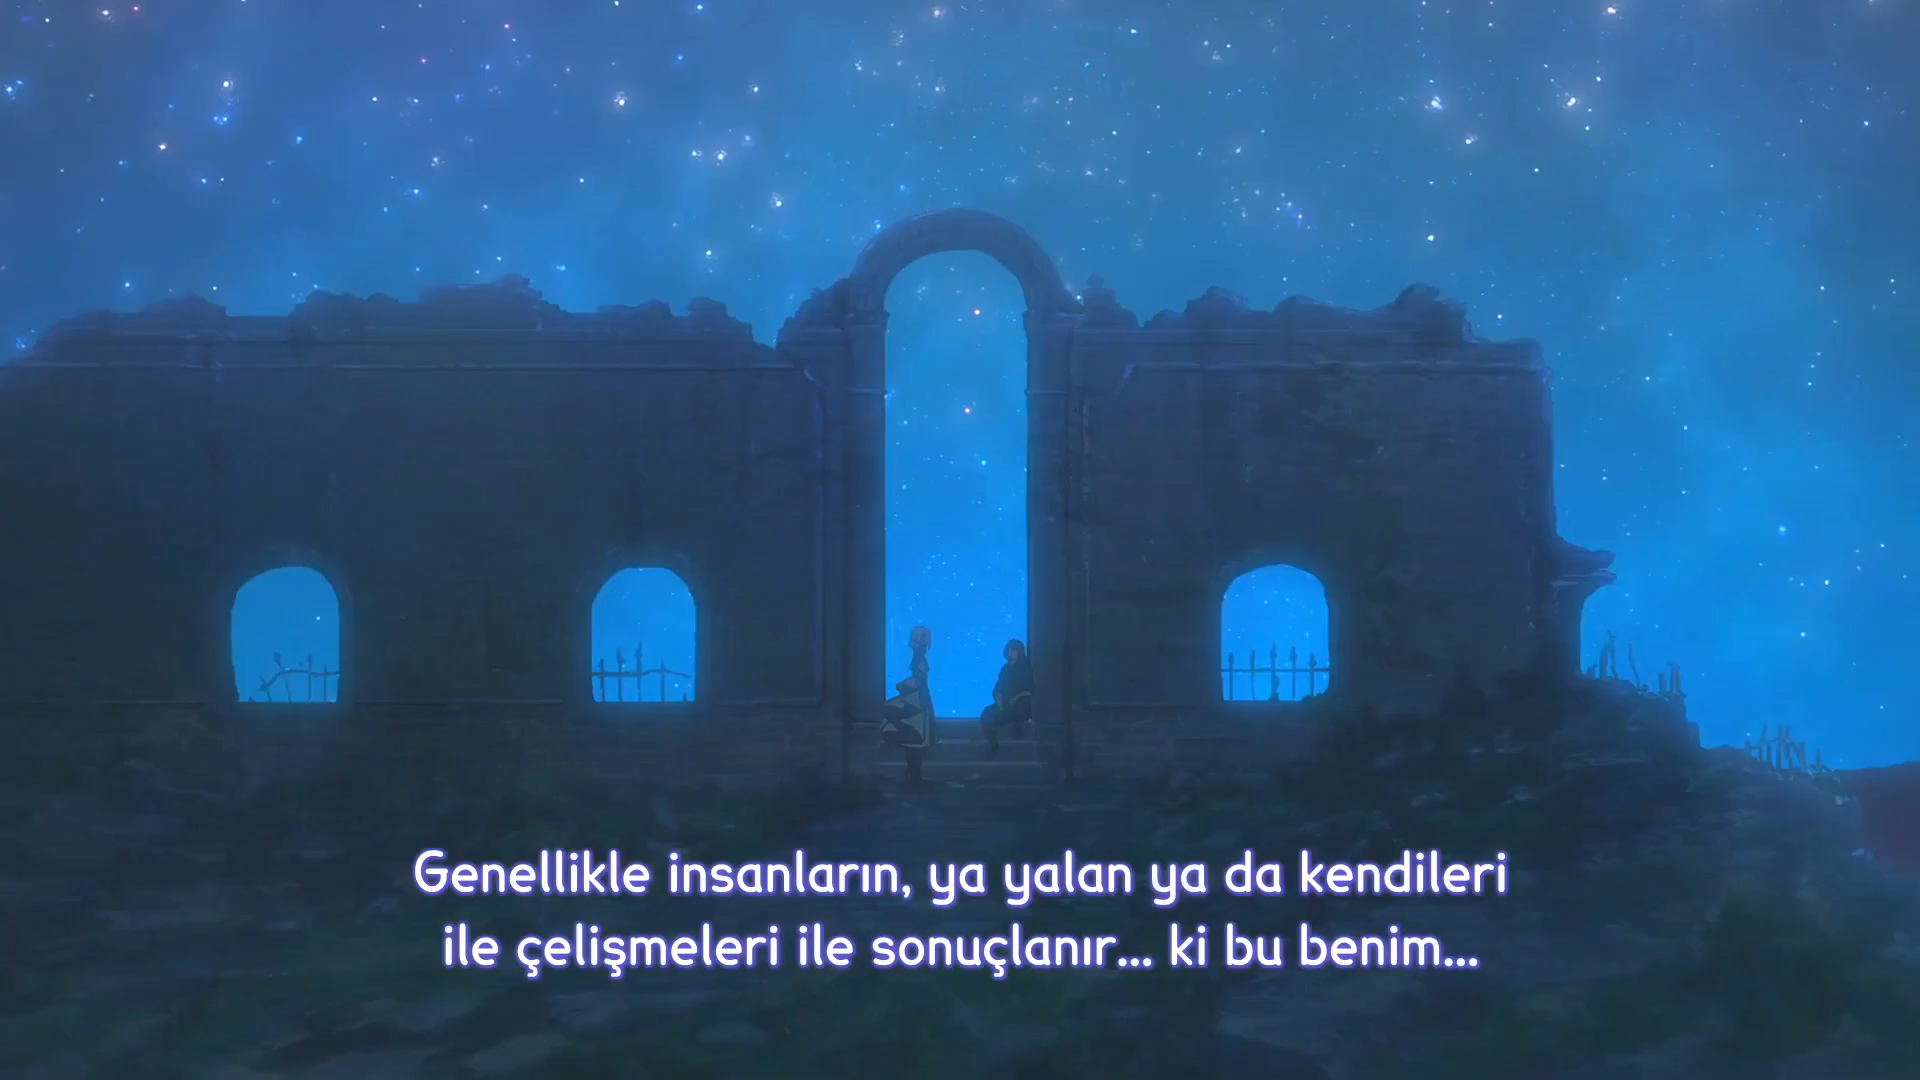 Genellikle insanların, ya yalan ya da kendileri
ile çelişmeleri ile sonuçlanır... ki bu benim...